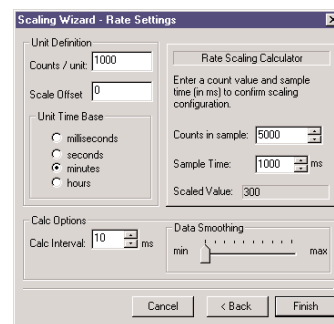 Scaling Wizard - Rate Settings
Unit Definition
Counts / unit: 1000
Scale Offset 0
Unit Time Base
milliseconds
seconds
minutes
hours
Rate Scaling Calculator
Enter a count value and sample
time (in ms) to confirm scaling
configuration.
Counts in sample: 5000
Sample Time: 1000 ms
Scaled Value: 300
Calc Options
Calc Interval: 10 ms
Data Smoothing
min max
Cancel < Back Finish